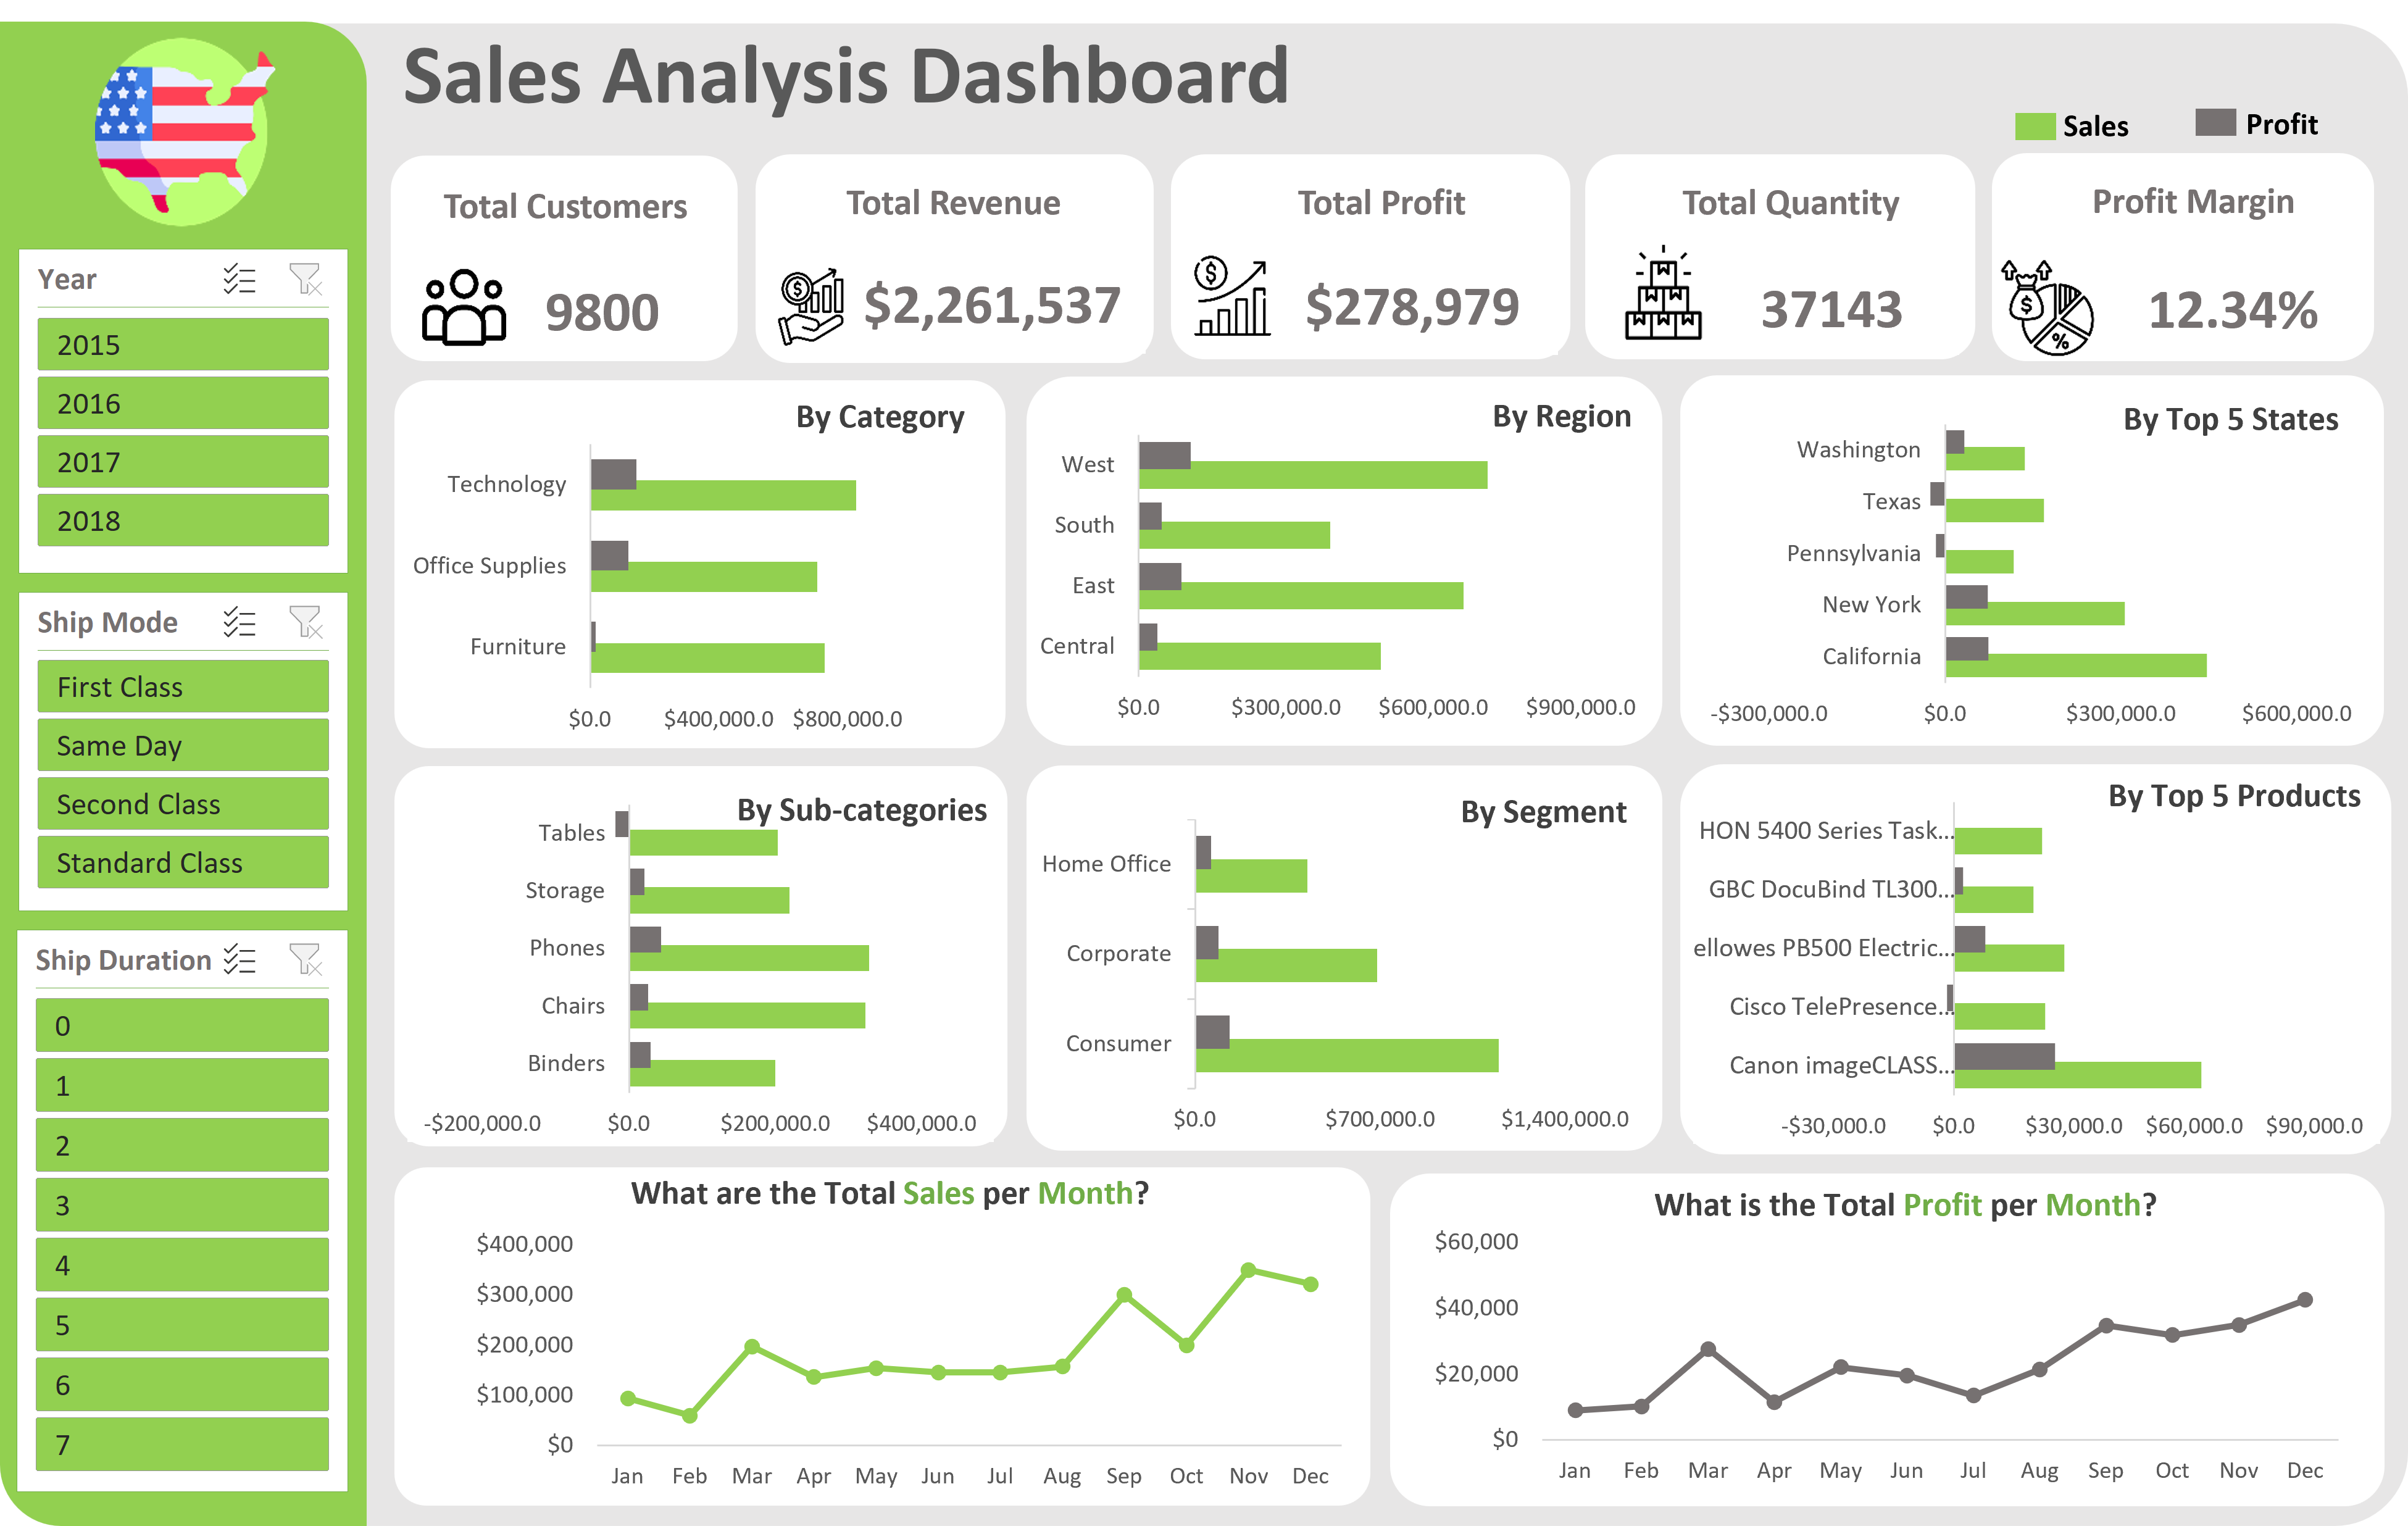 Sales Analysis Dashboard
Sales
Profit
Year
2015
2016
2017
2018
Ship Mode
First Class
Same Day
Second Class
Standard Class
Ship Duration
0
1
2
3
4
5
6
7
Total Customers
9800
Total Revenue
$2,261,537
Total Profit
$278,979
Total Quantity
37143
Profit Margin
12.34%
By Category
Technology
Office Supplies
Furniture
$0.0 $400,000.0 $800,000.0
By Region
West
South
East
Central
$0.0 $300,000.0 $600,000.0 $900,000.0
By Top 5 States
Washington
Texas
Pennsylvania
New York
California
-$300,000.0 $0.0 $300,000.0 $600,000.0
By Sub-categories
Tables
Storage
Phones
Chairs
Binders
-$200,000.0 $0.0 $200,000.0 $400,000.0
By Segment
Home Office
Corporate
Consumer
$0.0 $700,000.0 $1,400,000.0
By Top 5 Products
HON 5400 Series Task...
GBC DocuBind TL300...
ellowes PB500 Electric...
Cisco TelePresence...
Canon imageCLASS...
-$30,000.0 $0.0 $30,000.0 $60,000.0 $90,000.0
What are the Total Sales per Month?
$400,000
$300,000
$200,000
$100,000
$0
Jan Feb Mar Apr May Jun Jul Aug Sep Oct Nov Dec
What is the Total Profit per Month?
$60,000
$40,000
$20,000
$0
Jan Feb Mar Apr May Jun Jul Aug Sep Oct Nov Dec